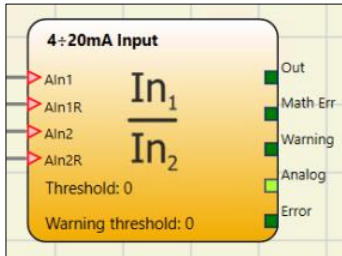 4÷20mA Input
AIn1
AIn1R
AIn2
AIn2R
In1
In2
Threshold: 0
Warning threshold: 0
Out
Math Err
Warning
Analog
Error